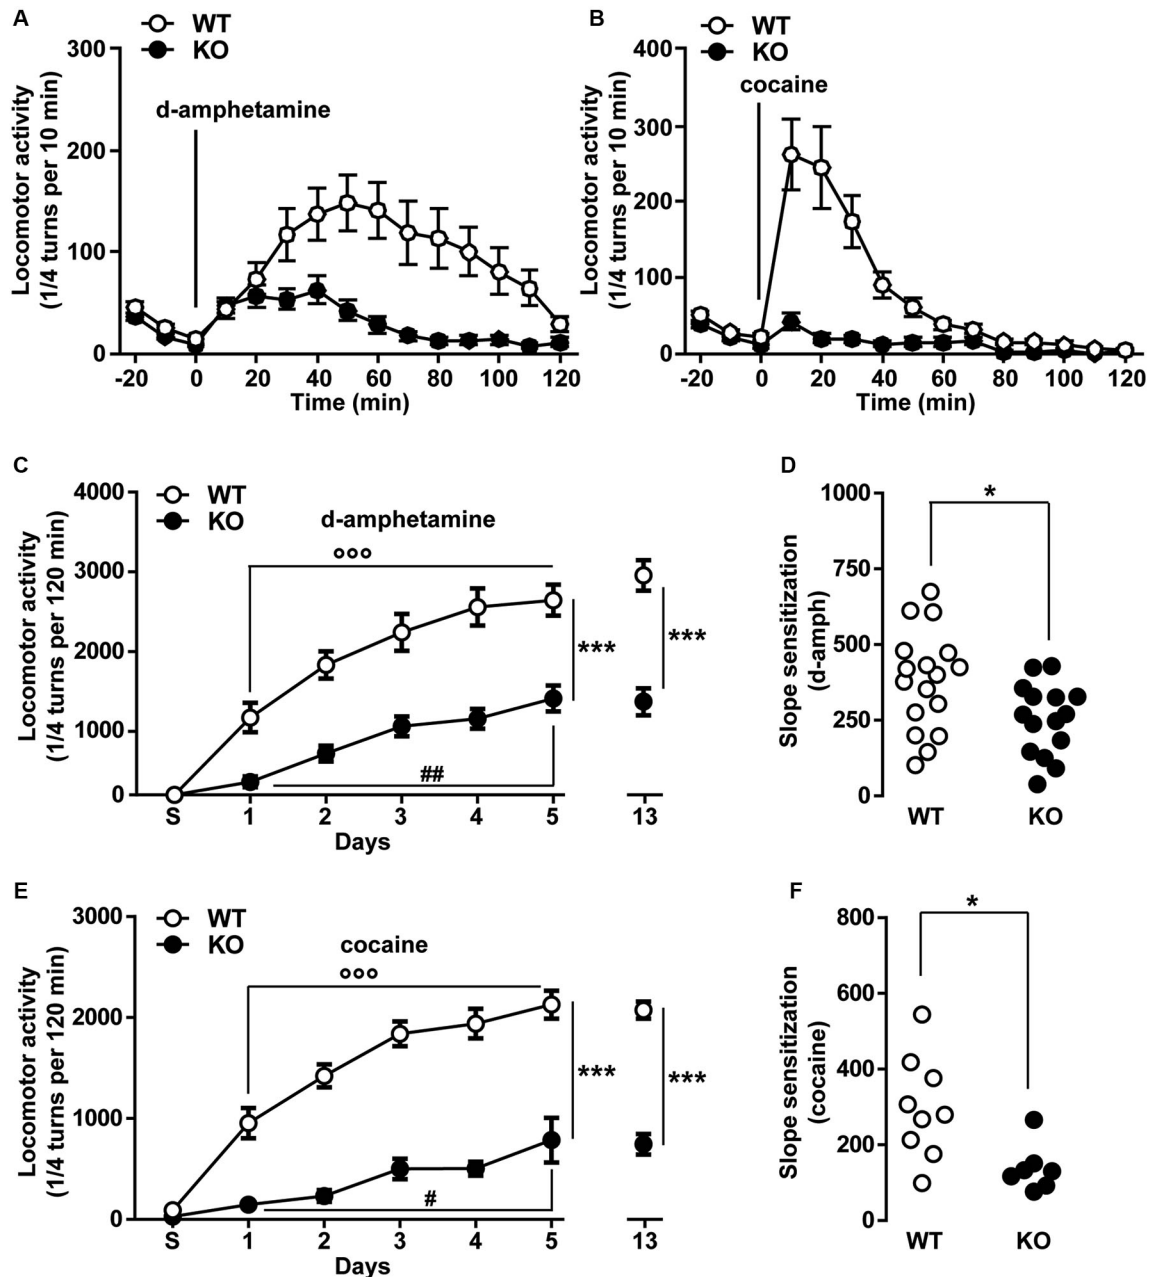 A
WT
KO
d-amphetamine
Locomotor activity
(1/4 turns per 10 min)
300
200
100
0
-20 0 20 40 60 80 100 120
Time (min)
B
WT
KO
cocaine
Locomotor activity
(1/4 turns per 10 min)
400
300
200
100
0
-20 0 20 40 60 80 100 120
Time (min)
C
WT
KO
d-amphetamine
°°°
Locomotor activity
(1/4 turns per 120 min)
4000
3000
2000
1000
0
***
***
##
S 1 2 3 4 5 13
Days
D
*
Slope sensitization
(d-amph)
1000
750
500
250
0
WT KO
E
WT
KO
cocaine
°°°
Locomotor activity
(1/4 turns per 120 min)
3000
2000
1000
0
***
***
#
S 1 2 3 4 5 13
Days
F
*
Slope sensitization
(cocaine)
800
600
400
200
0
WT KO